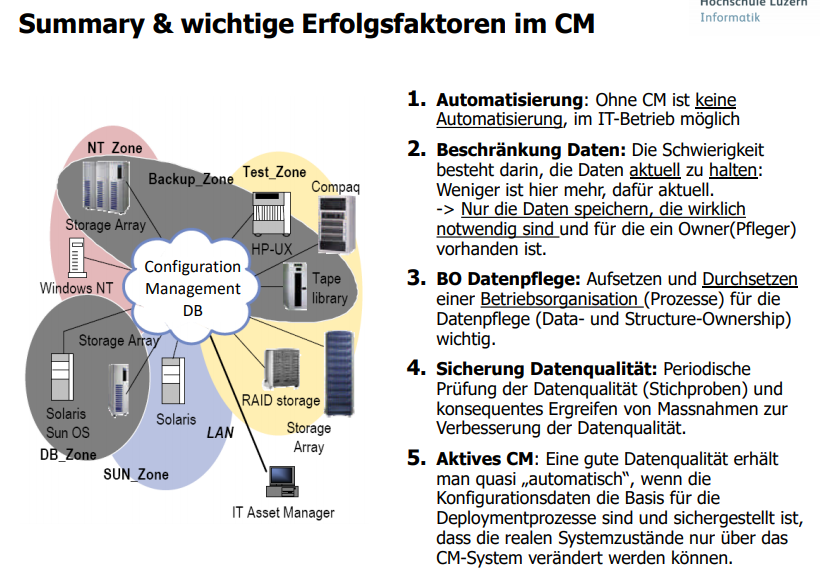 Hochschule Luzern
Informatik
Summary & wichtige Erfolgsfaktoren im CM
NT_Zone
Backup_Zone
Test_Zone
Compaq
Storage Array
HP-UX
Configuration
Management
DB
Windows NT
Tape
library
Storage Array
Solaris
Sun OS
Solaris
RAID storage
LAN
Storage
Array
DB_Zone
SUN_Zone
IT Asset Manager
1. Automatisierung: Ohne CM ist keine
Automatisierung, im IT-Betrieb möglich
2. Beschränkung Daten: Die Schwierigkeit
besteht darin, die Daten aktuell zu halten:
Weniger ist hier mehr, dafür aktuell.
-> Nur die Daten speichern, die wirklich
notwendig sind und für die ein Owner(Pfleger)
vorhanden ist.
3. BO Datenpflege: Aufsetzen und Durchsetzen
einer Betriebsorganisation (Prozesse) für die
Datenpflege (Data- und Structure-Ownership)
wichtig.
4. Sicherung Datenqualität: Periodische
Prüfung der Datenqualität (Stichproben) und
konsequentes Ergreifen von Massnahmen zur
Verbesserung der Datenqualität.
5. Aktives CM: Eine gute Datenqualität erhält
man quasi „automatisch“, wenn die
Konfigurationsdaten die Basis für die
Deploymentprozesse sind und sichergestellt ist,
dass die realen Systemzustände nur über das
CM-System verändert werden können.